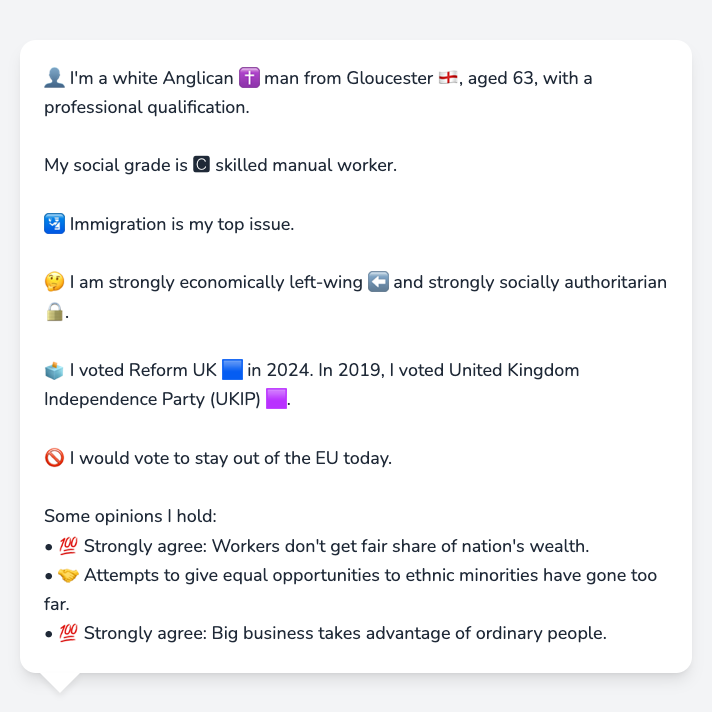 👤 I'm a white Anglican ✝️ man from Gloucester 🏴󠁧󠁢󠁥󠁮󠁧󠁿, aged 63, with a
professional qualification.
My social grade is 🅲 skilled manual worker.
🛂 Immigration is my top issue.
🤔 I am strongly economically left-wing ⬅️ and strongly socially authoritarian
🔒.
🗳️ I voted Reform UK 🟦 in 2024. In 2019, I voted United Kingdom
Independence Party (UKIP) 🟪.
🚫 I would vote to stay out of the EU today.
Some opinions I hold:
• 💯 Strongly agree: Workers don't get fair share of nation's wealth.
• 🤝 Attempts to give equal opportunities to ethnic minorities have gone too
far.
• 💯 Strongly agree: Big business takes advantage of ordinary people.